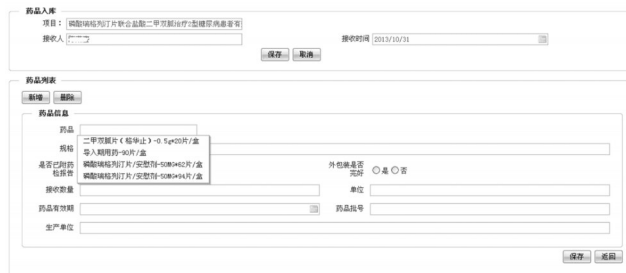 药品入库
项目： 磷酸瑞格列汀片联合盐酸二甲双胍治疗2型糖尿病患者有
接收人 接收时间 2013/10/31
保存 取消
药品列表
新增 删除
药品信息
药品
二甲双胍片（格华止）-0.5g*20片/盒
规格 导入期用药-90片/盒
磷酸瑞格列汀片/安慰剂-50MG*62片/盒
是否已附药检报告 外包装是否完好 是 否
磷酸瑞格列汀片/安慰剂-50MG*94片/盒
接收数量 单位
药品有效期 药品批号
生产单位
保存 返回